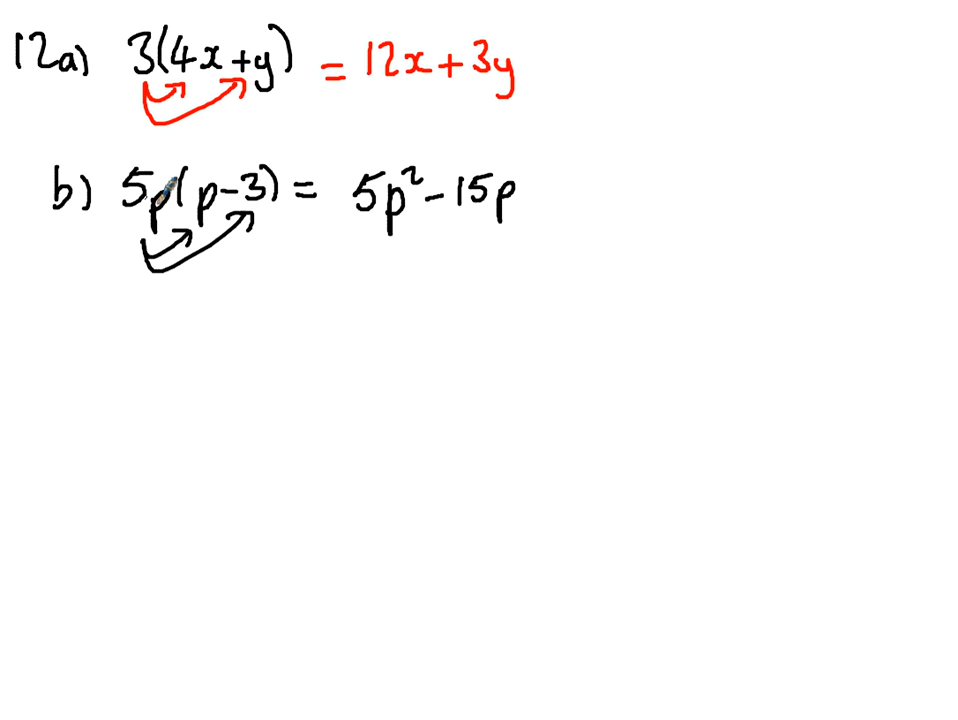 12a) 3(4x+y) = 12x+3y
b) 5p(p-3) = 5p²-15p